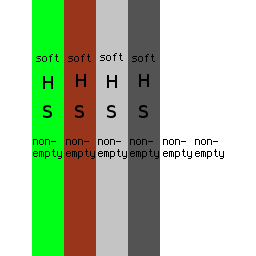 soft soft soft soft
H H H H
S S S S
non- non- non- non- non- non-
empty empty empty empty empty empty